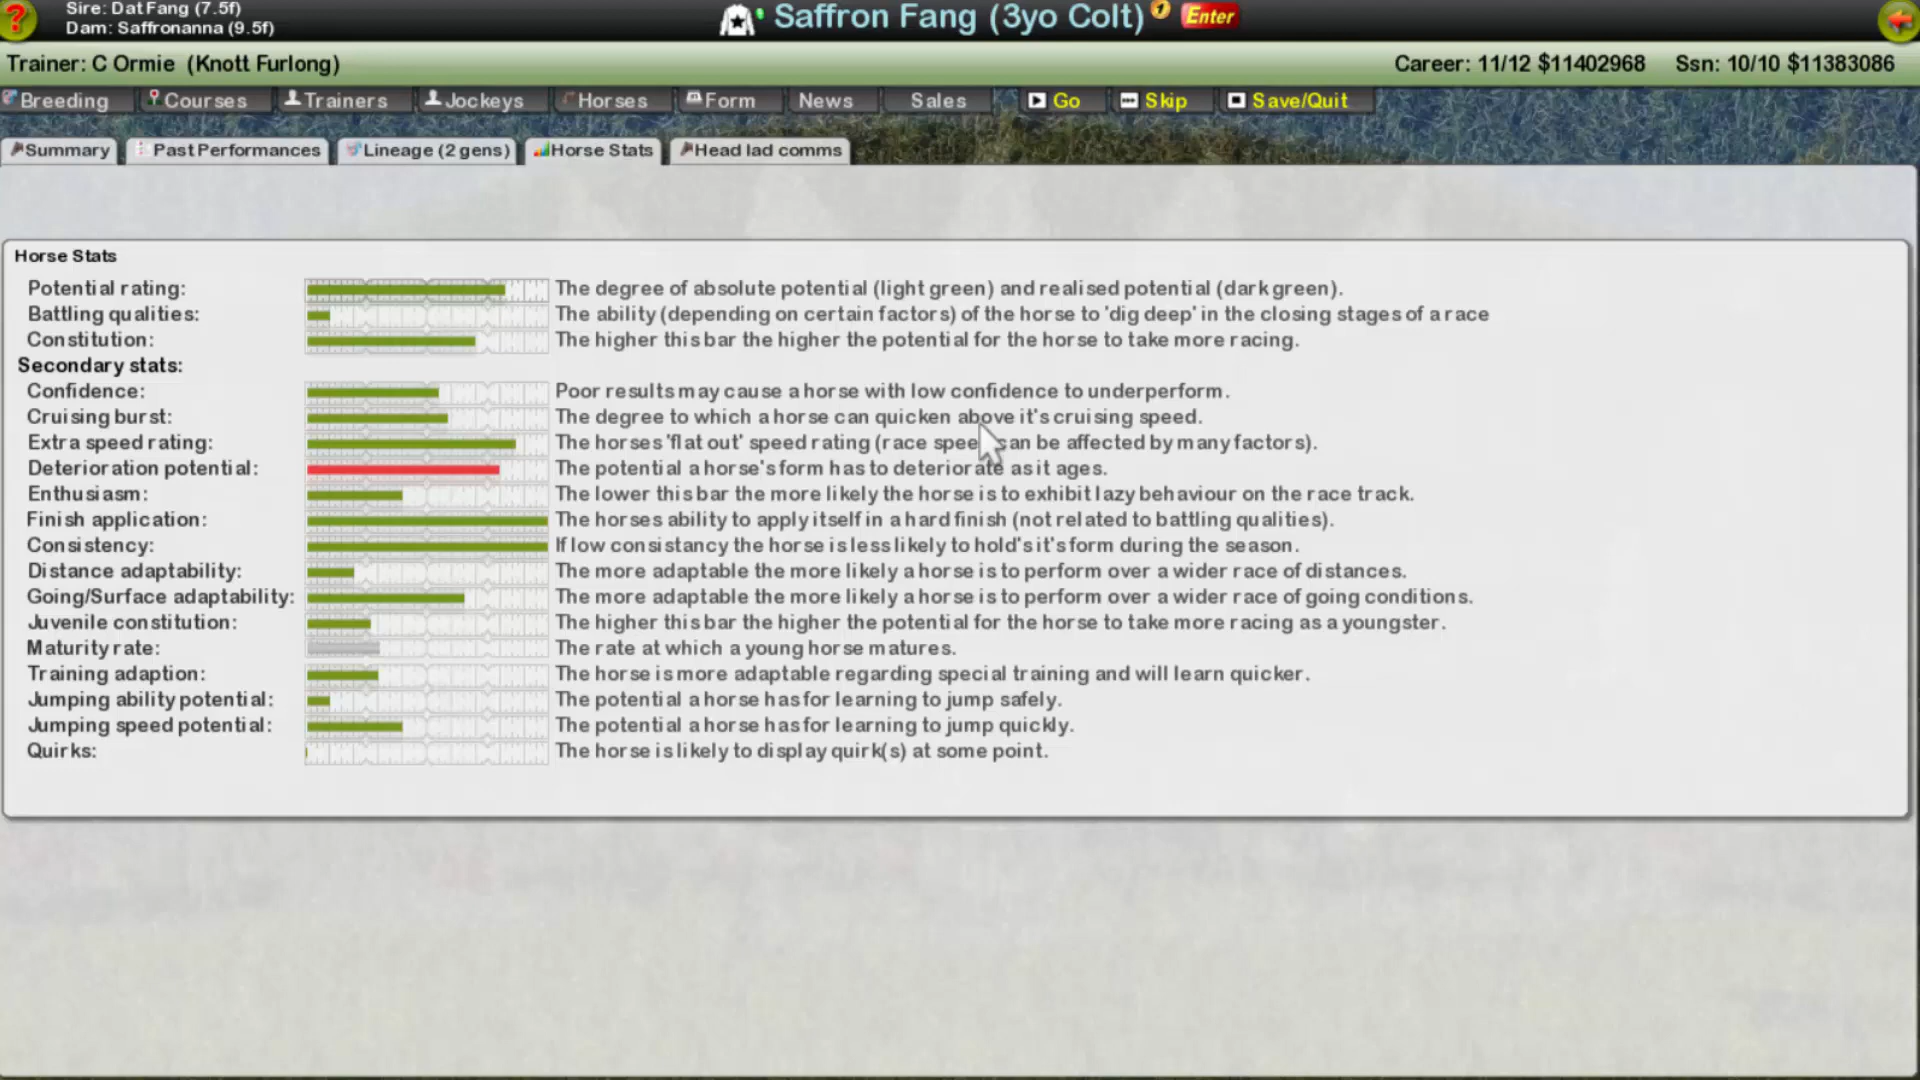 ?
Sire: Dat Fang (7.5f)
Dam: Saffronanna (9.5f)
Saffron Fang (3yo Colt) 1 Enter
Trainer: C Ormie (Knott Furlong)
Career: 11/12 $11402968 Ssn: 10/10 $11383086
Breeding Courses Trainers Jockeys Horses Form News Sales Go Skip Save/Quit
Summary Past Performances Lineage (2 gens) Horse Stats Head lad comms
Horse Stats
Potential rating: The degree of absolute potential (light green) and realised potential (dark green).
Battling qualities: The ability (depending on certain factors) of the horse to 'dig deep' in the closing stages of a race
Constitution: The higher this bar the higher the potential for the horse to take more racing.
Secondary stats:
Confidence: Poor results may cause a horse with low confidence to underperform.
Cruising burst: The degree to which a horse can quicken above it's cruising speed.
Extra speed rating: The horses 'flat out' speed rating (race speed can be affected by many factors).
Deterioration potential: The potential a horse's form has to deteriorate as it ages.
Enthusiasm: The lower this bar the more likely the horse is to exhibit lazy behaviour on the race track.
Finish application: The horses ability to apply itself in a hard finish (not related to battling qualities).
Consistency: If low consistancy the horse is less likely to hold's it's form during the season.
Distance adaptability: The more adaptable the more likely a horse is to perform over a wider race of distances.
Going/Surface adaptability: The more adaptable the more likely a horse is to perform over a wider race of going conditions.
Juvenile constitution: The higher this bar the higher the potential for the horse to take more racing as a youngster.
Maturity rate: The rate at which a young horse matures.
Training adaption: The horse is more adaptable regarding special training and will learn quicker.
Jumping ability potential: The potential a horse has for learning to jump safely.
Jumping speed potential: The potential a horse has for learning to jump quickly.
Quirks: The horse is likely to display quirk(s) at some point.